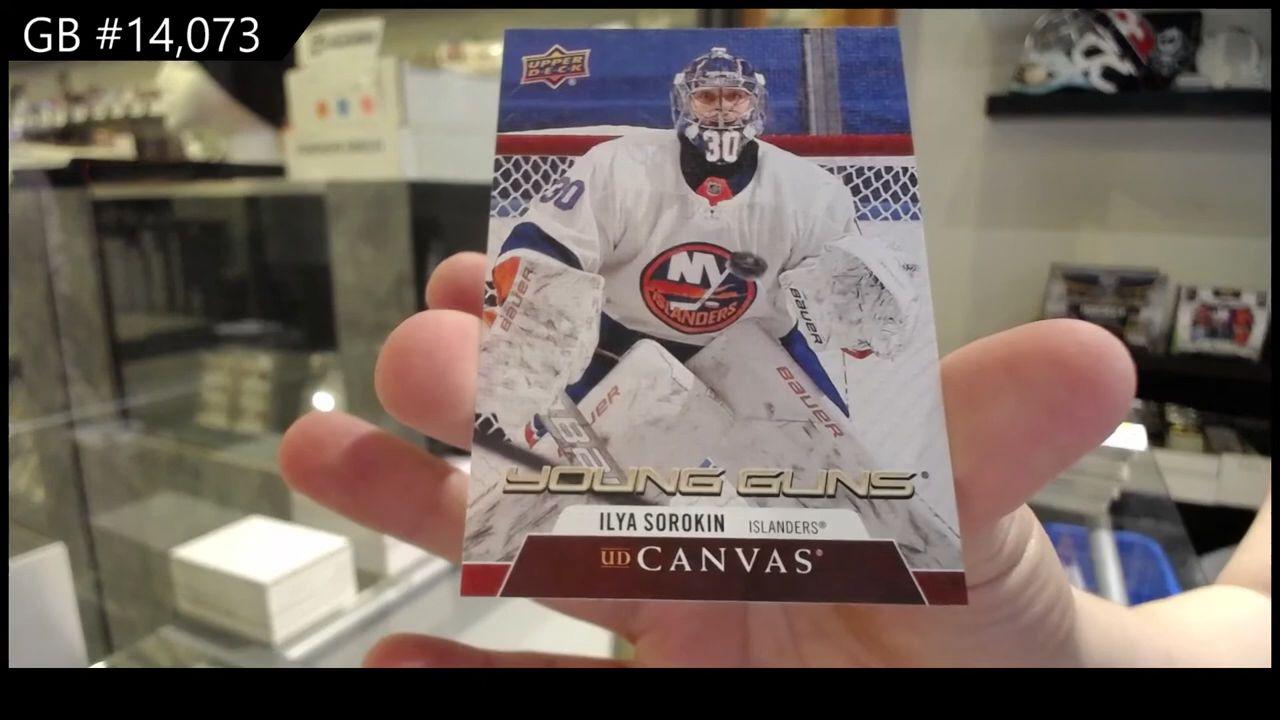 GB #14,073
UPPER
DECK®
30
30
NY
ISLANDERS
BAUER
BAUER
BAUER
YOUNG GUNS®
ILYA SOROKIN ISLANDERS®
UD CANVAS®